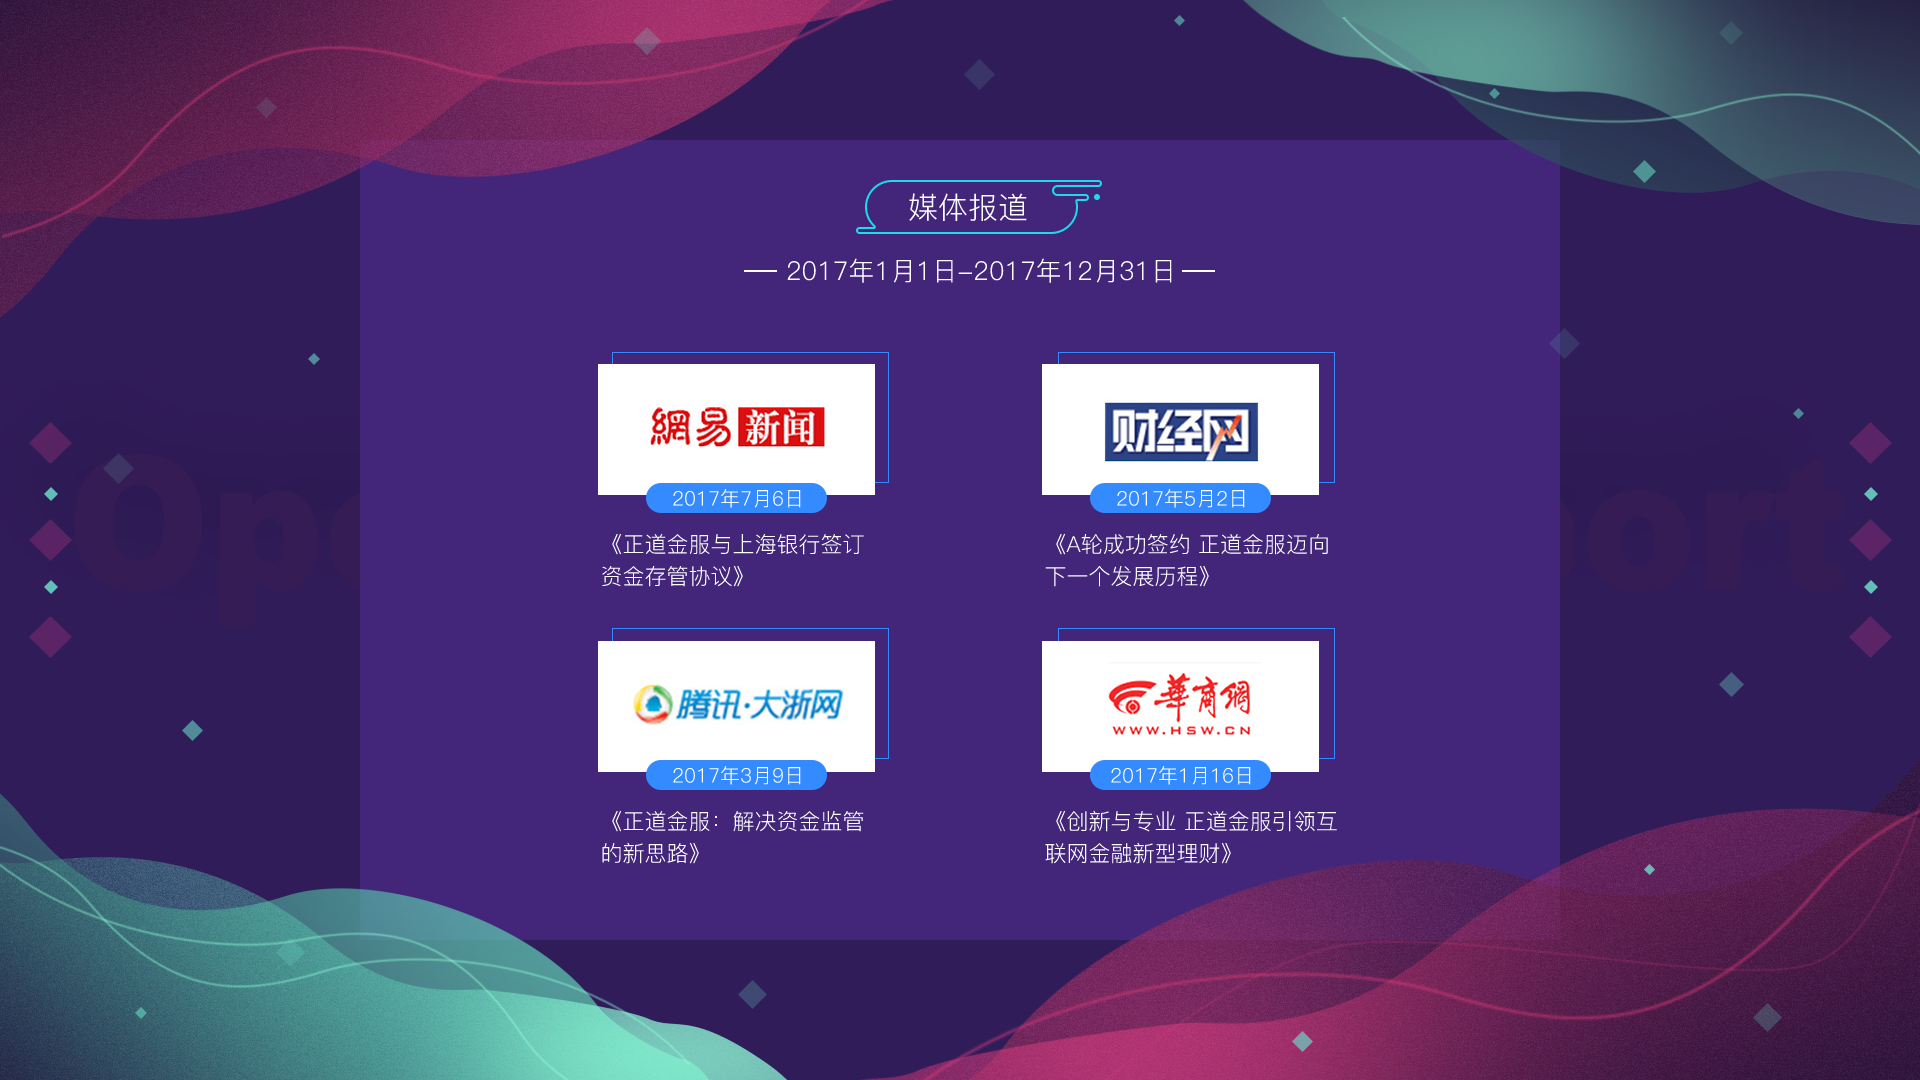 媒体报道
2017年1月1日-2017年12月31日
網易新闻
财经网
2017年7月6日
2017年5月2日
《正道金服与上海银行签订
资金存管协议》
《A轮成功签约 正道金服迈向
下一个发展历程》
腾讯·大浙网
華商網
WWW.HSW.CN
2017年3月9日
2017年1月16日
《正道金服：解决资金监管
的新思路》
《创新与专业 正道金服引领互
联网金融新型理财》